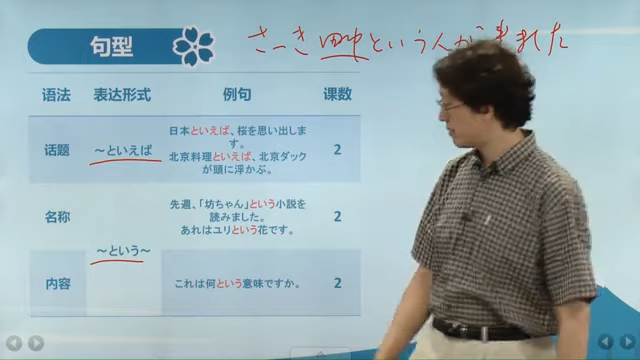 句型
さっき田中という人が来ました
语法 表达形式 例句 课数
话题 ～といえば 日本といえば、桜を思い出しま
す。
北京料理といえば、北京ダック
が頭に浮かぶ。 2
名称 先週、「坊ちゃん」という小説を
読みました。
あれはユリという花です。 2
～という～
内容 これは何という意味ですか。 2